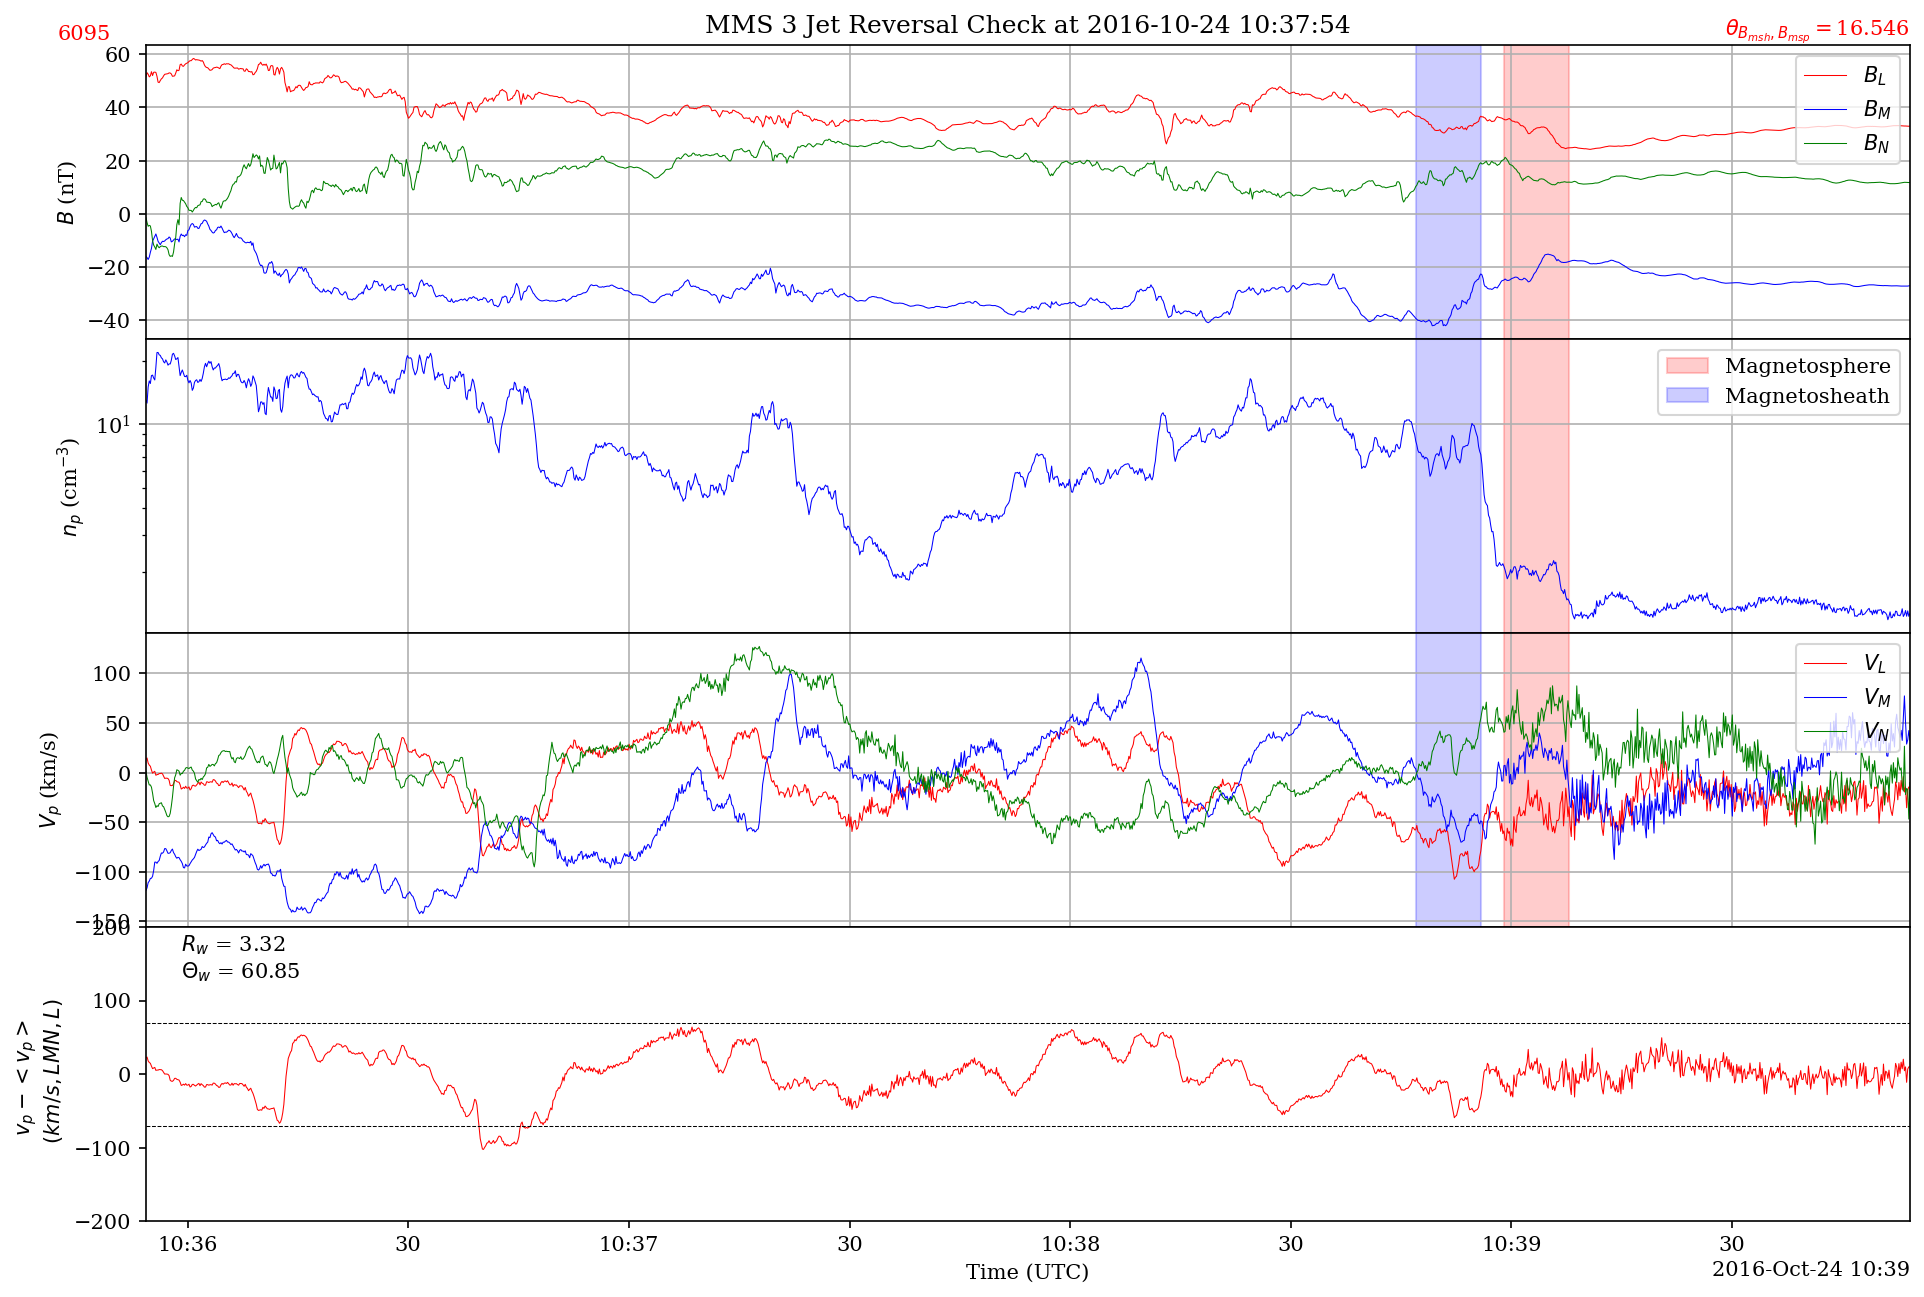 MMS 3 Jet Reversal Check at 2016-10-24 10:37:54
6095
θ_{B_{msh}, B_{msp}} = 16.546
60
40
20
0
−20
−40
B (nT)
B_L
B_M
B_N
10^1
n_p (cm^{−3})
Magnetosphere
Magnetosheath
100
50
0
−50
−100
−150
V_p (km/s)
V_L
V_M
V_N
200
100
0
−100
−200
v_p − < v_p >
(km/s, LMN, L)
R_w = 3.32
Θ_w = 60.85
10:36
30
10:37
30
10:38
30
10:39
30
Time (UTC)
2016-Oct-24 10:39